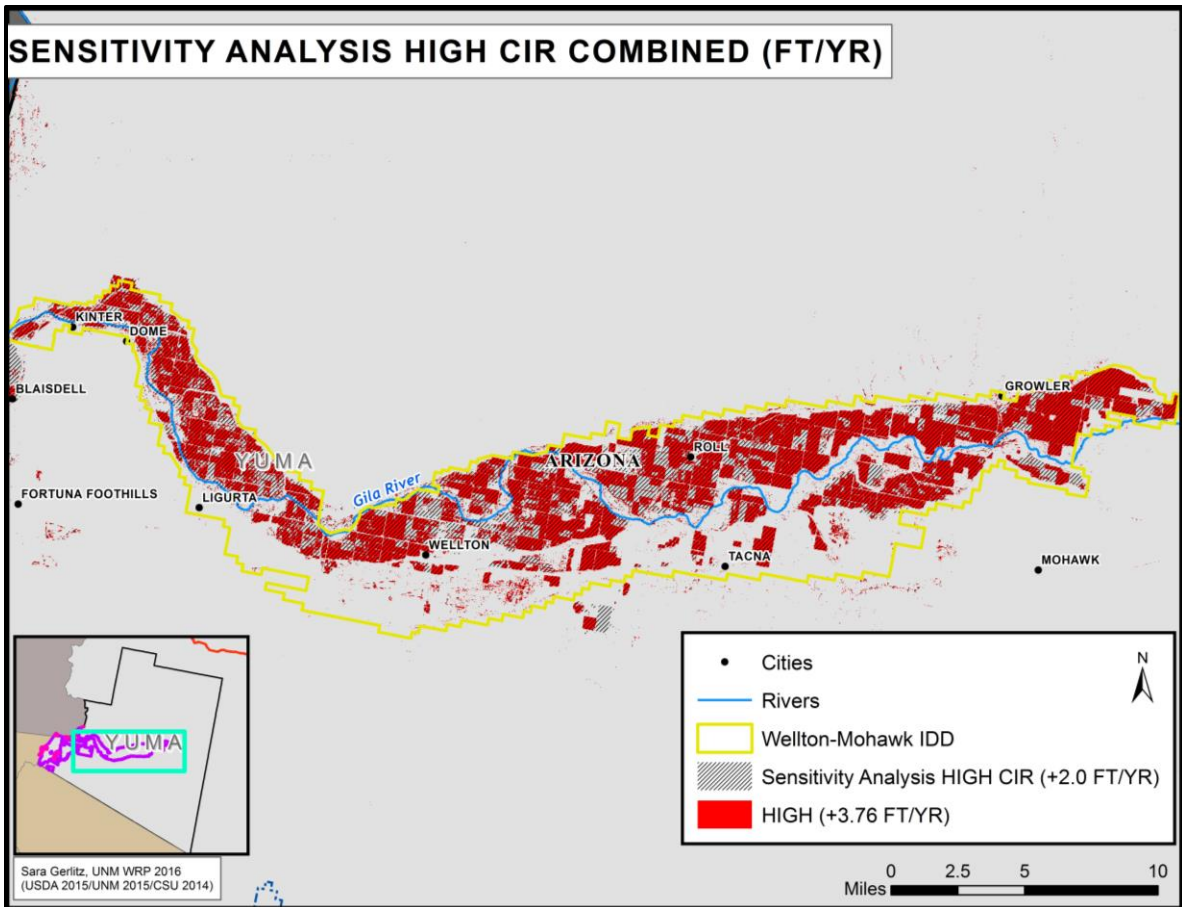 SENSITIVITY ANALYSIS HIGH CIR COMBINED (FT/YR)
KINTER
DOME
BLAISDELL
GROWLER
YUMA
ARIZONA
ROLL
Gila River
FORTUNA FOOTHILLS
LIGURTA
WELLTON
TACNA
MOHAWK
YUMA
Sara Gerlitz, UNM WRP 2016
(USDA 2015/UNM 2015/CSU 2014)
Cities
N
Rivers
Wellton-Mohawk IDD
Sensitivity Analysis HIGH CIR (+2.0 FT/YR)
HIGH (+3.76 FT/YR)
0 2.5 5 10
Miles